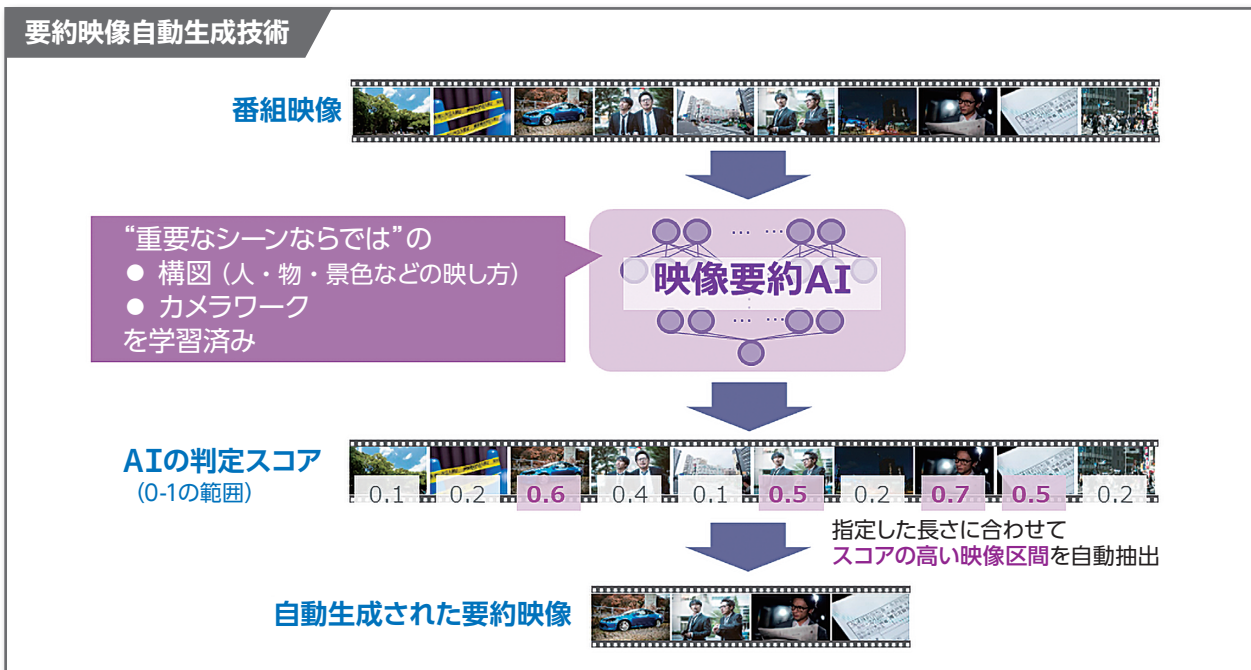 要約映像自動生成技術
番組映像
“重要なシーンならでは”の
● 構図（人・物・景色などの映し方）
● カメラワーク
を学習済み
… …
映像要約AI
… …
AIの判定スコア
（0-1の範囲）
0.1 0.2 0.6 0.4 0.1 0.5 0.2 0.7 0.5 0.2
指定した長さに合わせて
スコアの高い映像区間を自動抽出
自動生成された要約映像